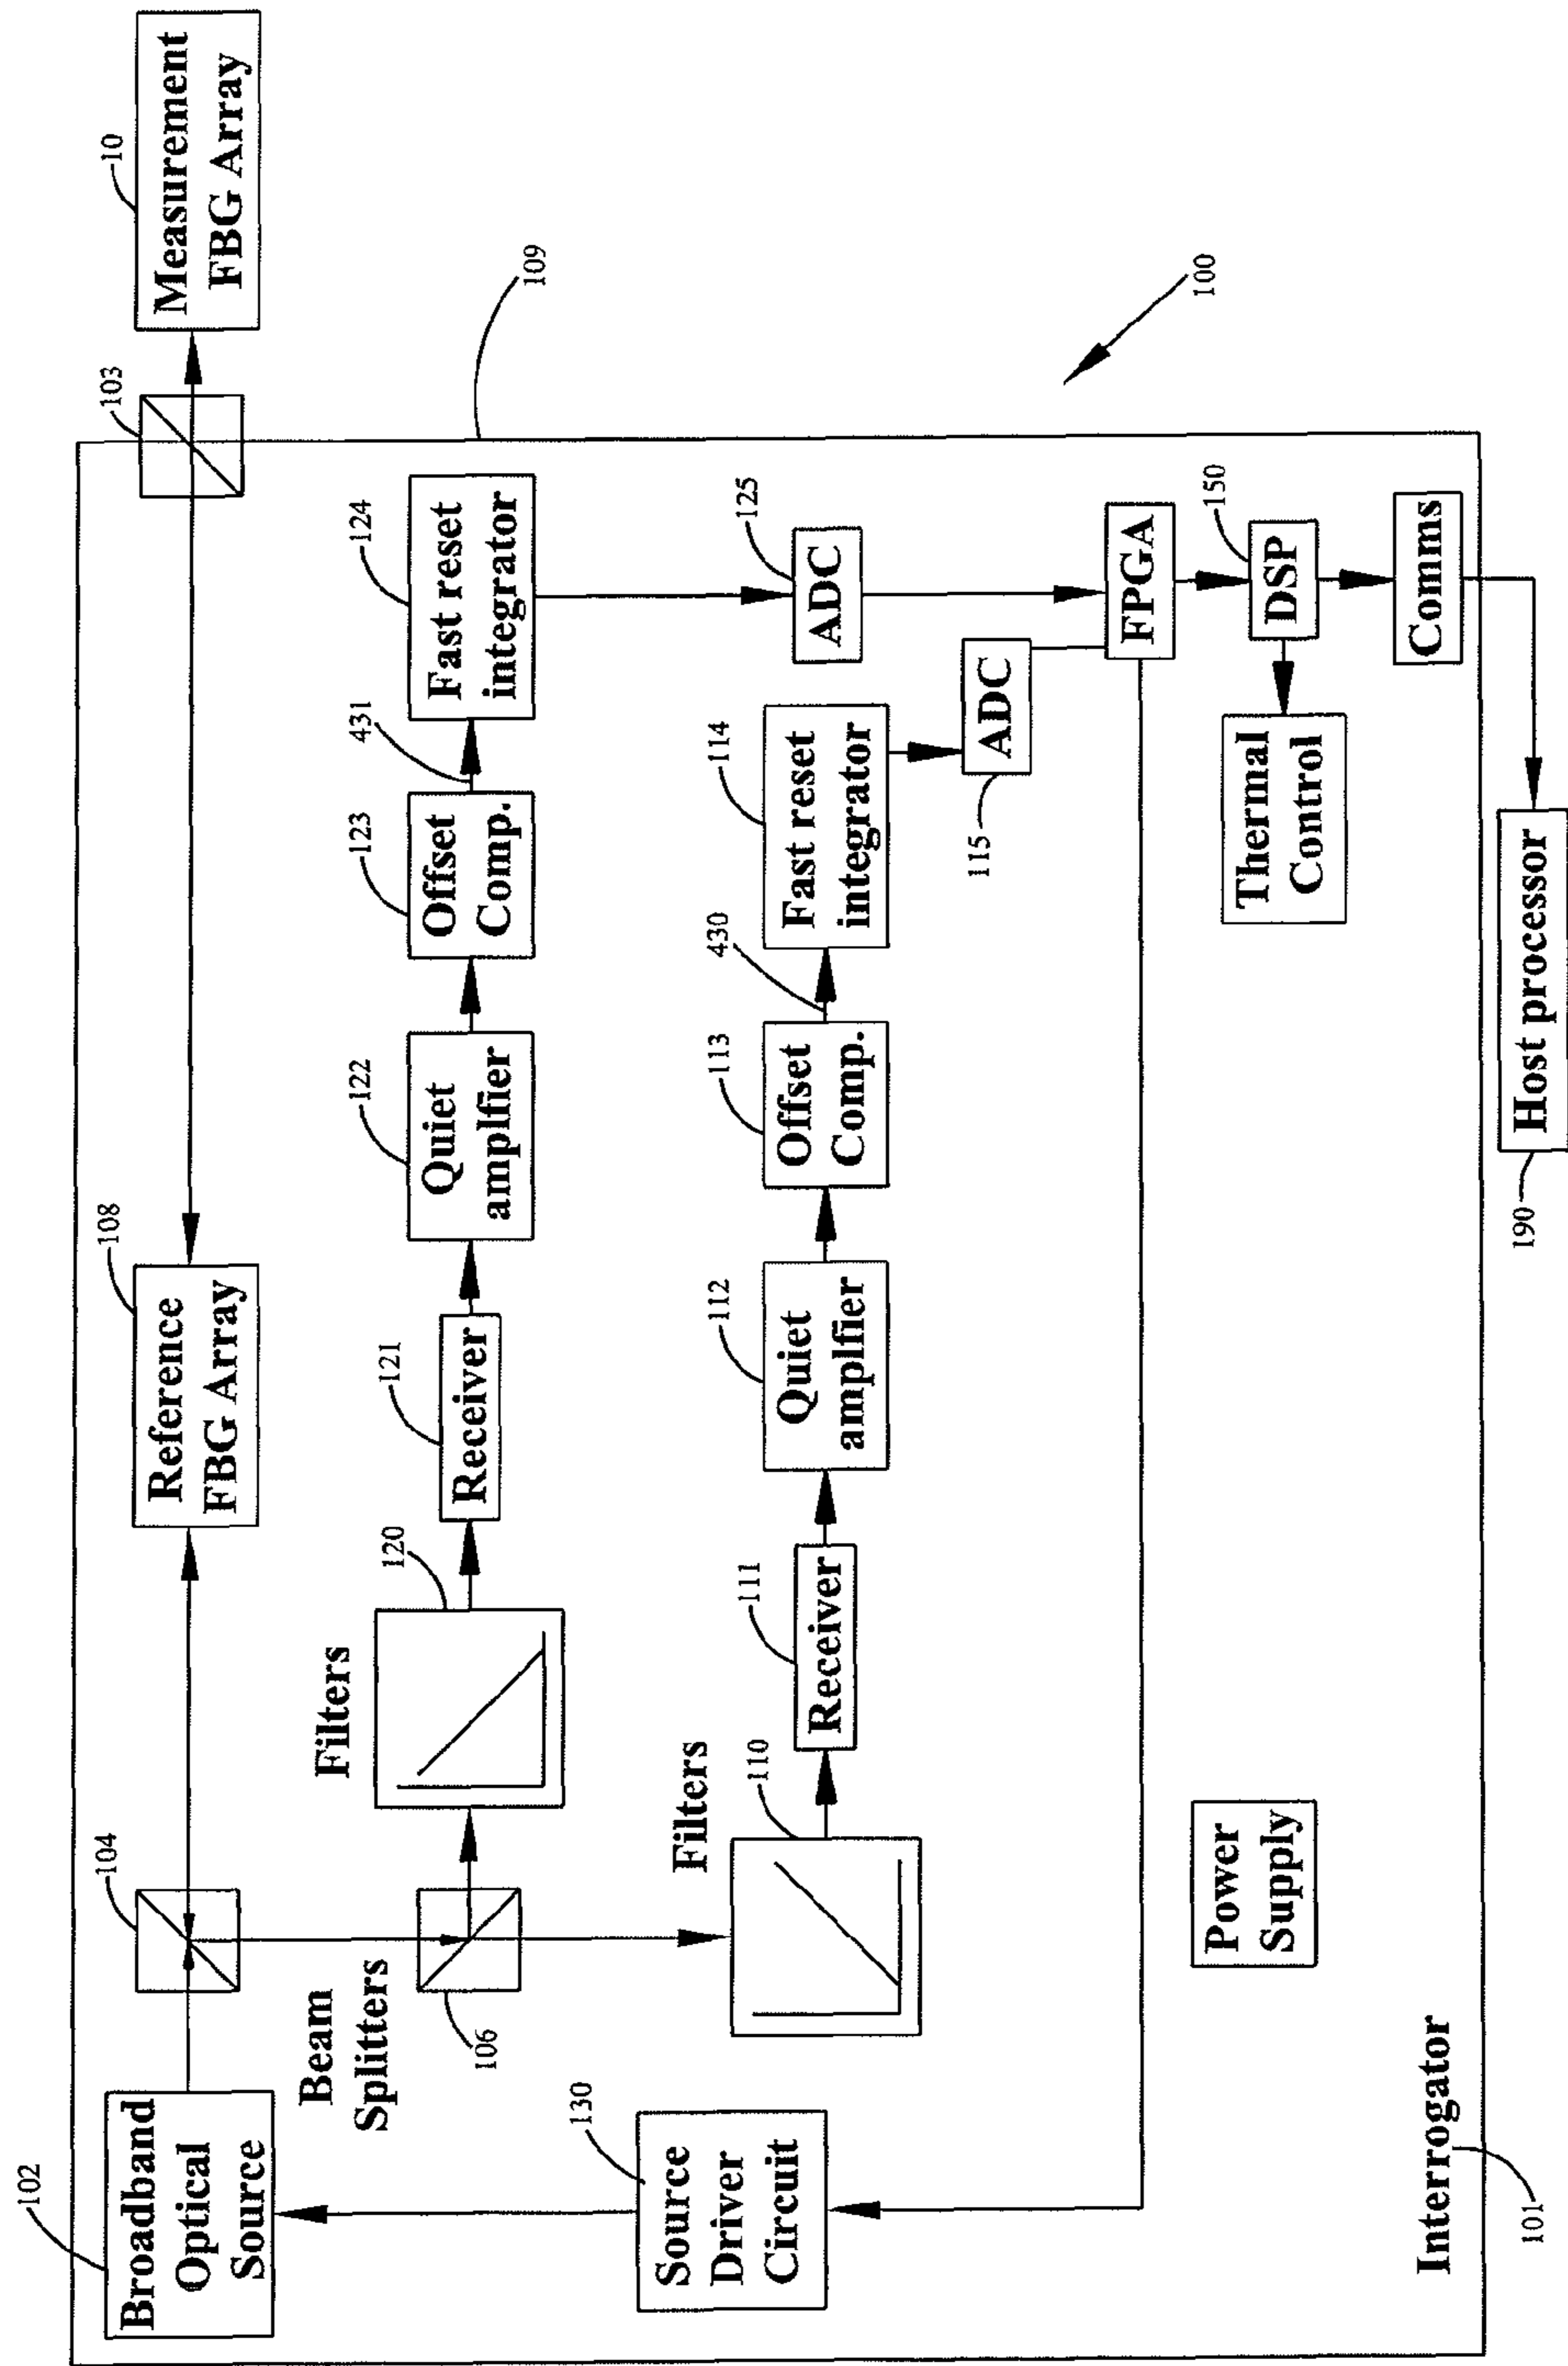 102
Broadband
Optical
Source
104
108
Reference
FBG Array
103
10
Measurement
FBG Array
Beam
Splitters
106
Filters
120
121
Receiver
122
Quiet
amplfier
123
Offset
Comp.
431
124
Fast reset
integrator
109
130
Source
Driver
Circuit
Filters
110
111
Receiver
112
Quiet
amplfier
113
Offset
Comp.
430
114
Fast reset
integrator
125
ADC
115
ADC
100
FPGA
150
DSP
Thermal
Control
Comms
Power
Supply
Interrogator
101
190
Host processor